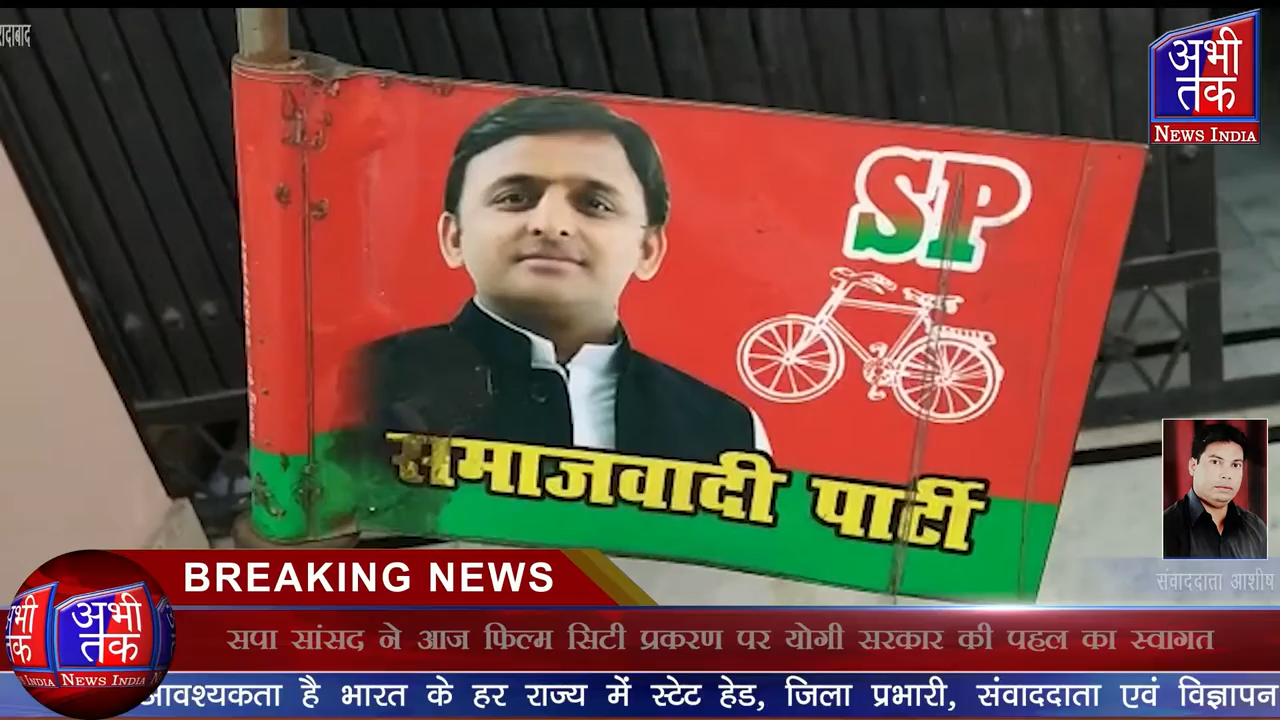 रादाबाद
अभी
तक
NEWS INDIA
SP
समाजवादी पार्टी
संवाददाता आशीष
BREAKING NEWS
सपा सांसद ने आज फिल्म सिटी प्रकरण पर योगी सरकार की पहल का स्वागत
अभी
तक
NEWS INDIA
आवश्यकता है भारत के हर राज्य में स्टेट हेड, जिला प्रभारी, संवाददाता एवं विज्ञापन